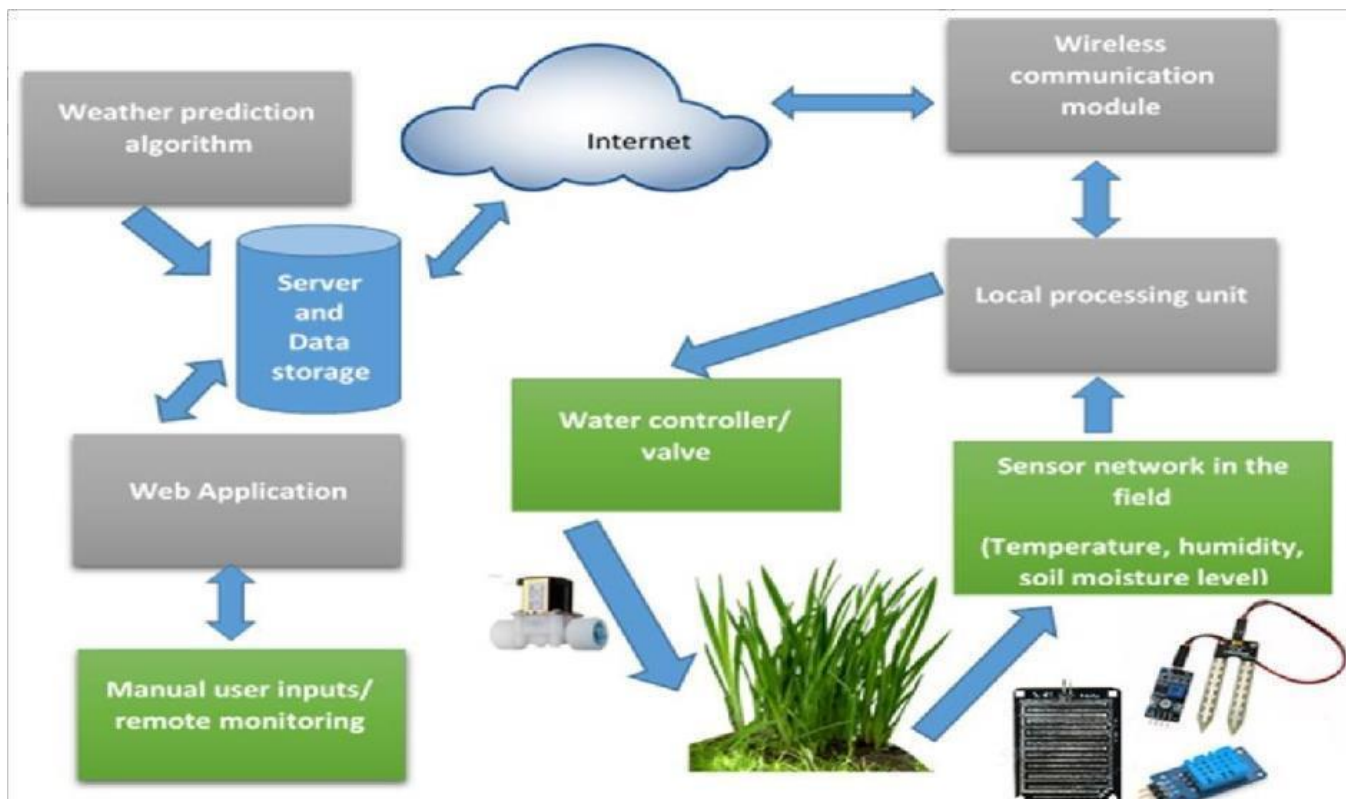 Weather prediction
algorithm
Internet
Wireless
communication
module
Server
and
Data
storage
Local processing unit
Water controller/
valve
Web Application
Sensor network in the
field
(Temperature, humidity,
soil moisture level)
Manual user inputs/
remote monitoring